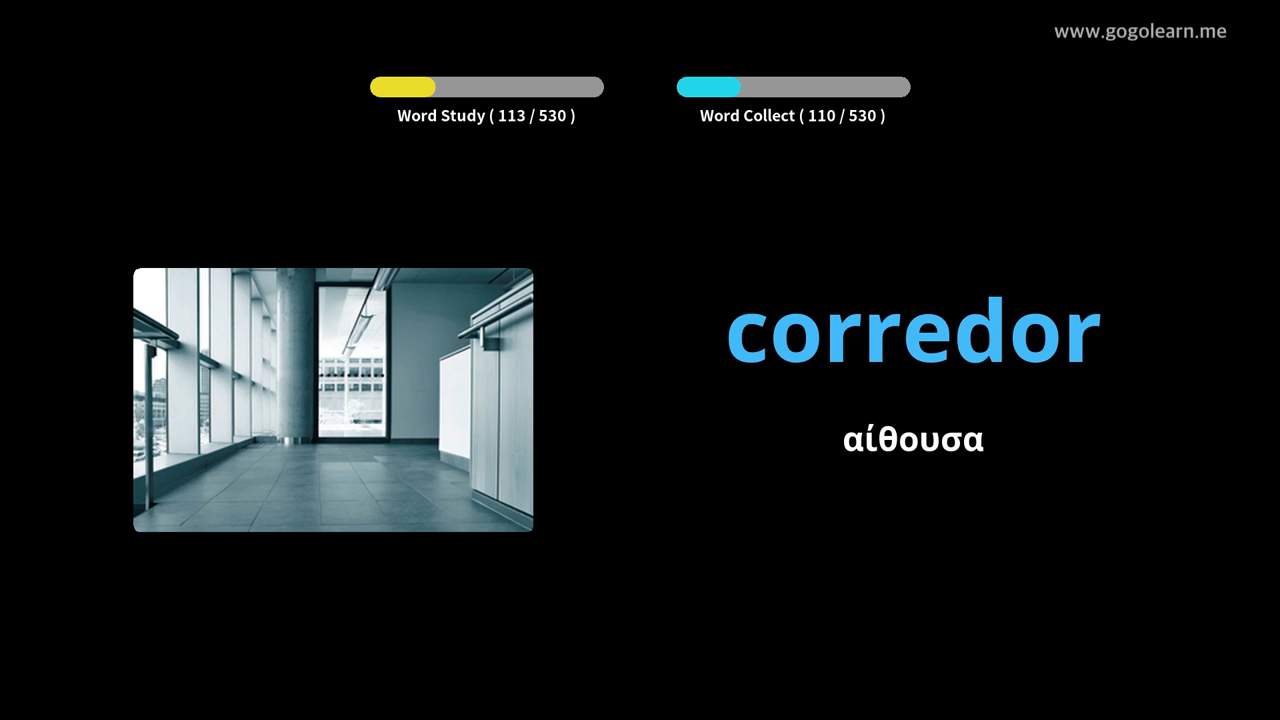 www.gogolearn.me
Word Study ( 113 / 530 )
Word Collect ( 110 / 530 )
corredor
αίθουσα